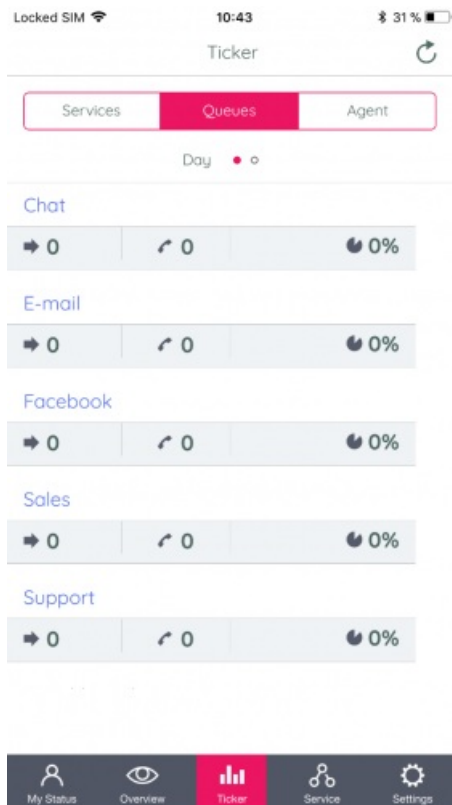 Locked SIM 10:43 31 %
Ticker
Services Queues Agent
Day
Chat
0 0 0%
E-mail
0 0 0%
Facebook
0 0 0%
Sales
0 0 0%
Support
0 0 0%
My Status Overview Ticker Service Settings